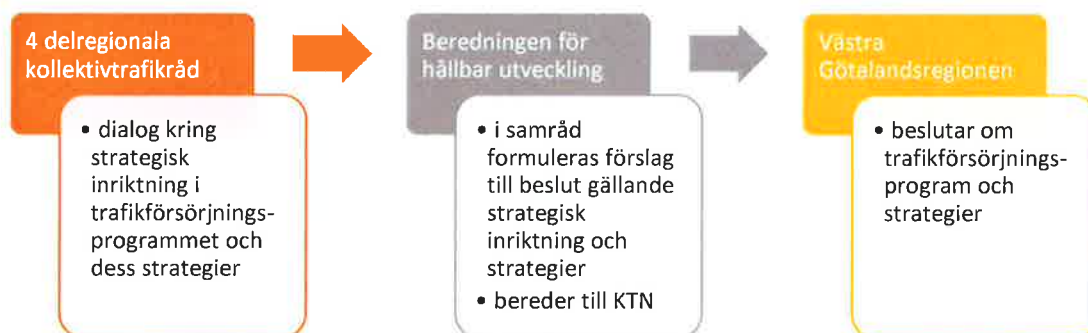 4 delregionala
kollektivtrafikråd
• dialog kring
strategisk
inriktning i
trafikförsörjnings-
programmet och
dess strategier
Beredningen för
hållbar utveckling
• i samråd
formuleras förslag
till beslut gällande
strategisk
inriktning och
strategier
• bereder till KTN
Västra
Götalandsregionen
• beslutar om
trafikförsörjnings-
program och
strategier